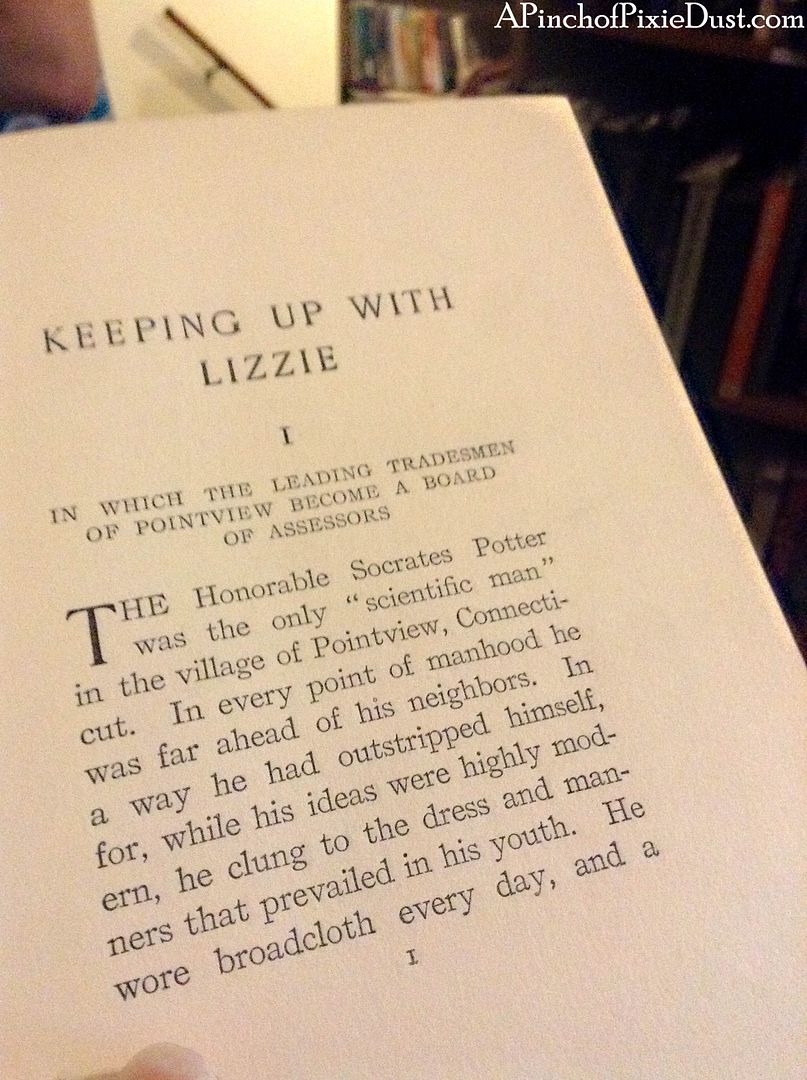 APinchofPixieDust.com
KEEPING UP WITH
LIZZIE
I
IN WHICH THE LEADING TRADESMEN
OF POINTVIEW BECOME A BOARD
OF ASSESSORS
THE Honorable Socrates Potter
was the only “scientific man”
in the village of Pointview, Connecti-
cut. In every point of manhood he
was far ahead of his neighbors. In
a way he had outstripped himself,
for, while his ideas were highly mod-
ern, he clung to the dress and man-
ners that prevailed in his youth. He
wore broadcloth every day, and a
1